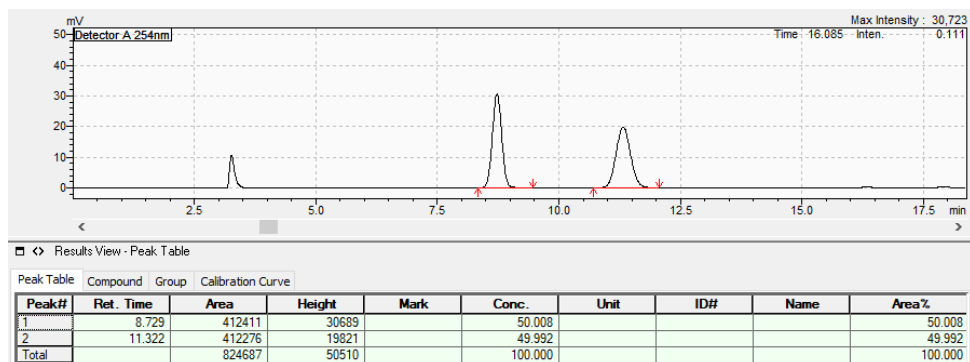 mV Max Intensity : 30,723
50 Detector A 254nm Time 16.085 Inten. 0.111
40
30
20
10
0
2.5 5.0 7.5 10.0 12.5 15.0 17.5 min
Results View - Peak Table
Peak Table Compound Group Calibration Curve
Peak# Ret. Time Area Height Mark Conc. Unit ID# Name Area%
1 8.729 412411 30689 50.008 50.008
2 11.322 412276 19821 49.992 49.992
Total 824687 50510 100.000 100.000